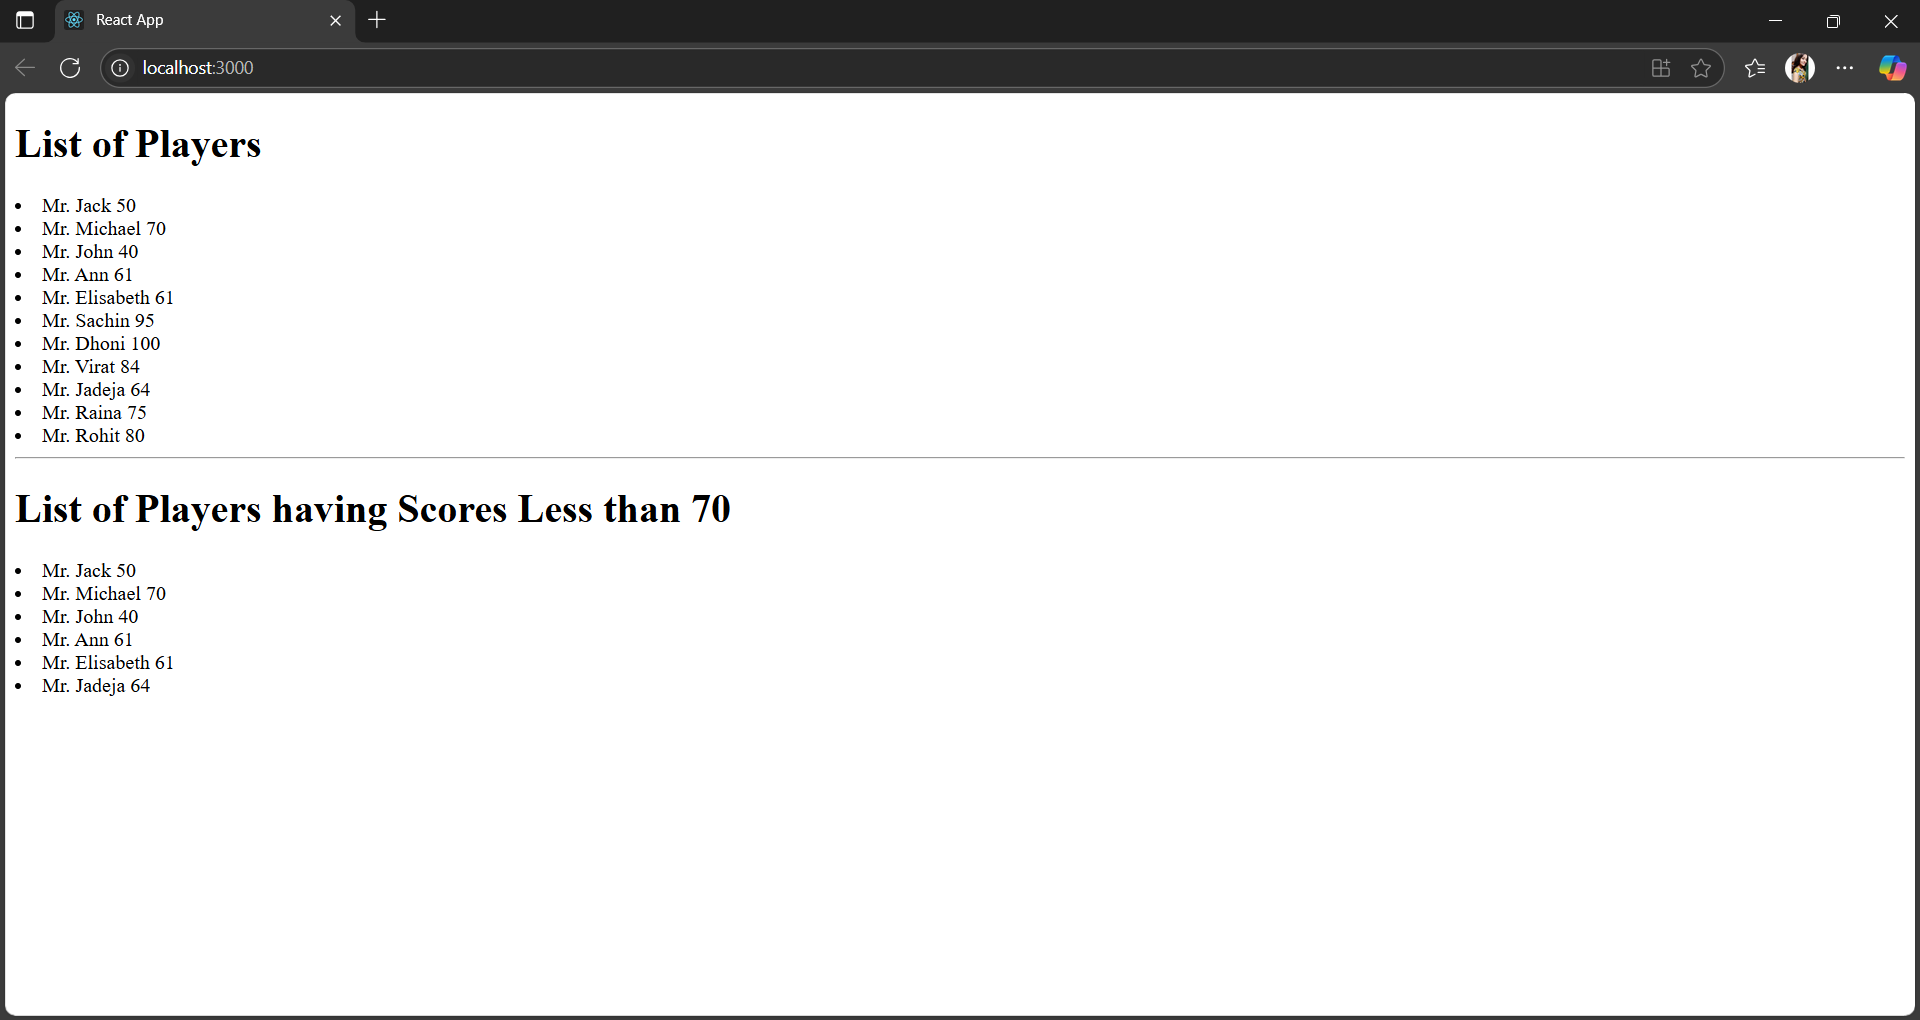 React App
localhost:3000
List of Players
• Mr. Jack 50
• Mr. Michael 70
• Mr. John 40
• Mr. Ann 61
• Mr. Elisabeth 61
• Mr. Sachin 95
• Mr. Dhoni 100
• Mr. Virat 84
• Mr. Jadeja 64
• Mr. Raina 75
• Mr. Rohit 80
List of Players having Scores Less than 70
• Mr. Jack 50
• Mr. Michael 70
• Mr. John 40
• Mr. Ann 61
• Mr. Elisabeth 61
• Mr. Jadeja 64